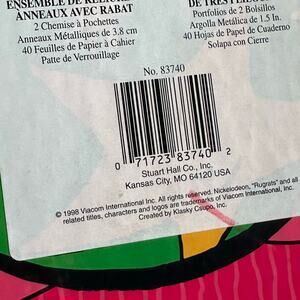 ENSEMBLE DE
ANNEAUX AVEC RABAT
2 Chemise à Pochettes
Anneaux Métalliques de 3.8 cm
40 Feuilles de Papier à Cahier
Patte de Verrouillage
DE TRES
Portfolios de 2 Bolsillos
Argolla Metálica de 1.5 In.
40 Hojas de Papel de Cuaderno
Solapa con Cierre
No. 83740
0 71723 83740 2
Stuart Hall Co., Inc.
Kansas City, MO 64120 USA
© 1998 Viacom International Inc. All rights reserved. Nickelodeon, "Rugrats" and all
related titles, characters and logos are trademarks of Viacom International Inc.
Created by Klasky Csupo, Inc.